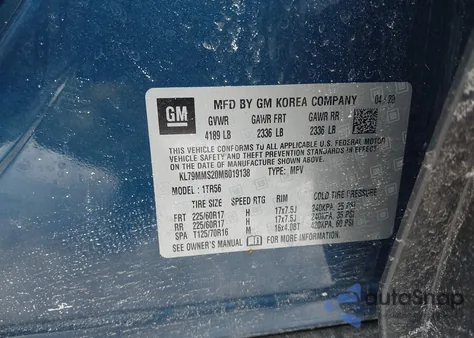 GM
MFD BY GM KOREA COMPANY 04/20
GVWR GAWR FRT GAWR RR
4189 LB 2336 LB 2336 LB
THIS VEHICLE CONFORMS TO ALL APPLICABLE U.S. FEDERAL MOTOR
VEHICLE SAFETY, BUMPER, AND THEFT PREVENTION STANDARDS IN
EFFECT ON THE DATE OF MANUFACTURE SHOWN ABOVE.
KL79MMS20MB019138 TYPE: MPV
MODEL: 1TR56
TIRE SIZE SPEED RTG RIM COLD TIRE PRESSURE
FRT 225/60R17 H 17x7.5J 240KPA, 35 PSI
RR 225/60R17 H 17x7.5J 240KPA, 35 PSI
SPA T125/70R16 M 16x4.0BT 420KPA, 60 PSI
SEE OWNER'S MANUAL FOR MORE INFORMATION.
autoSnap